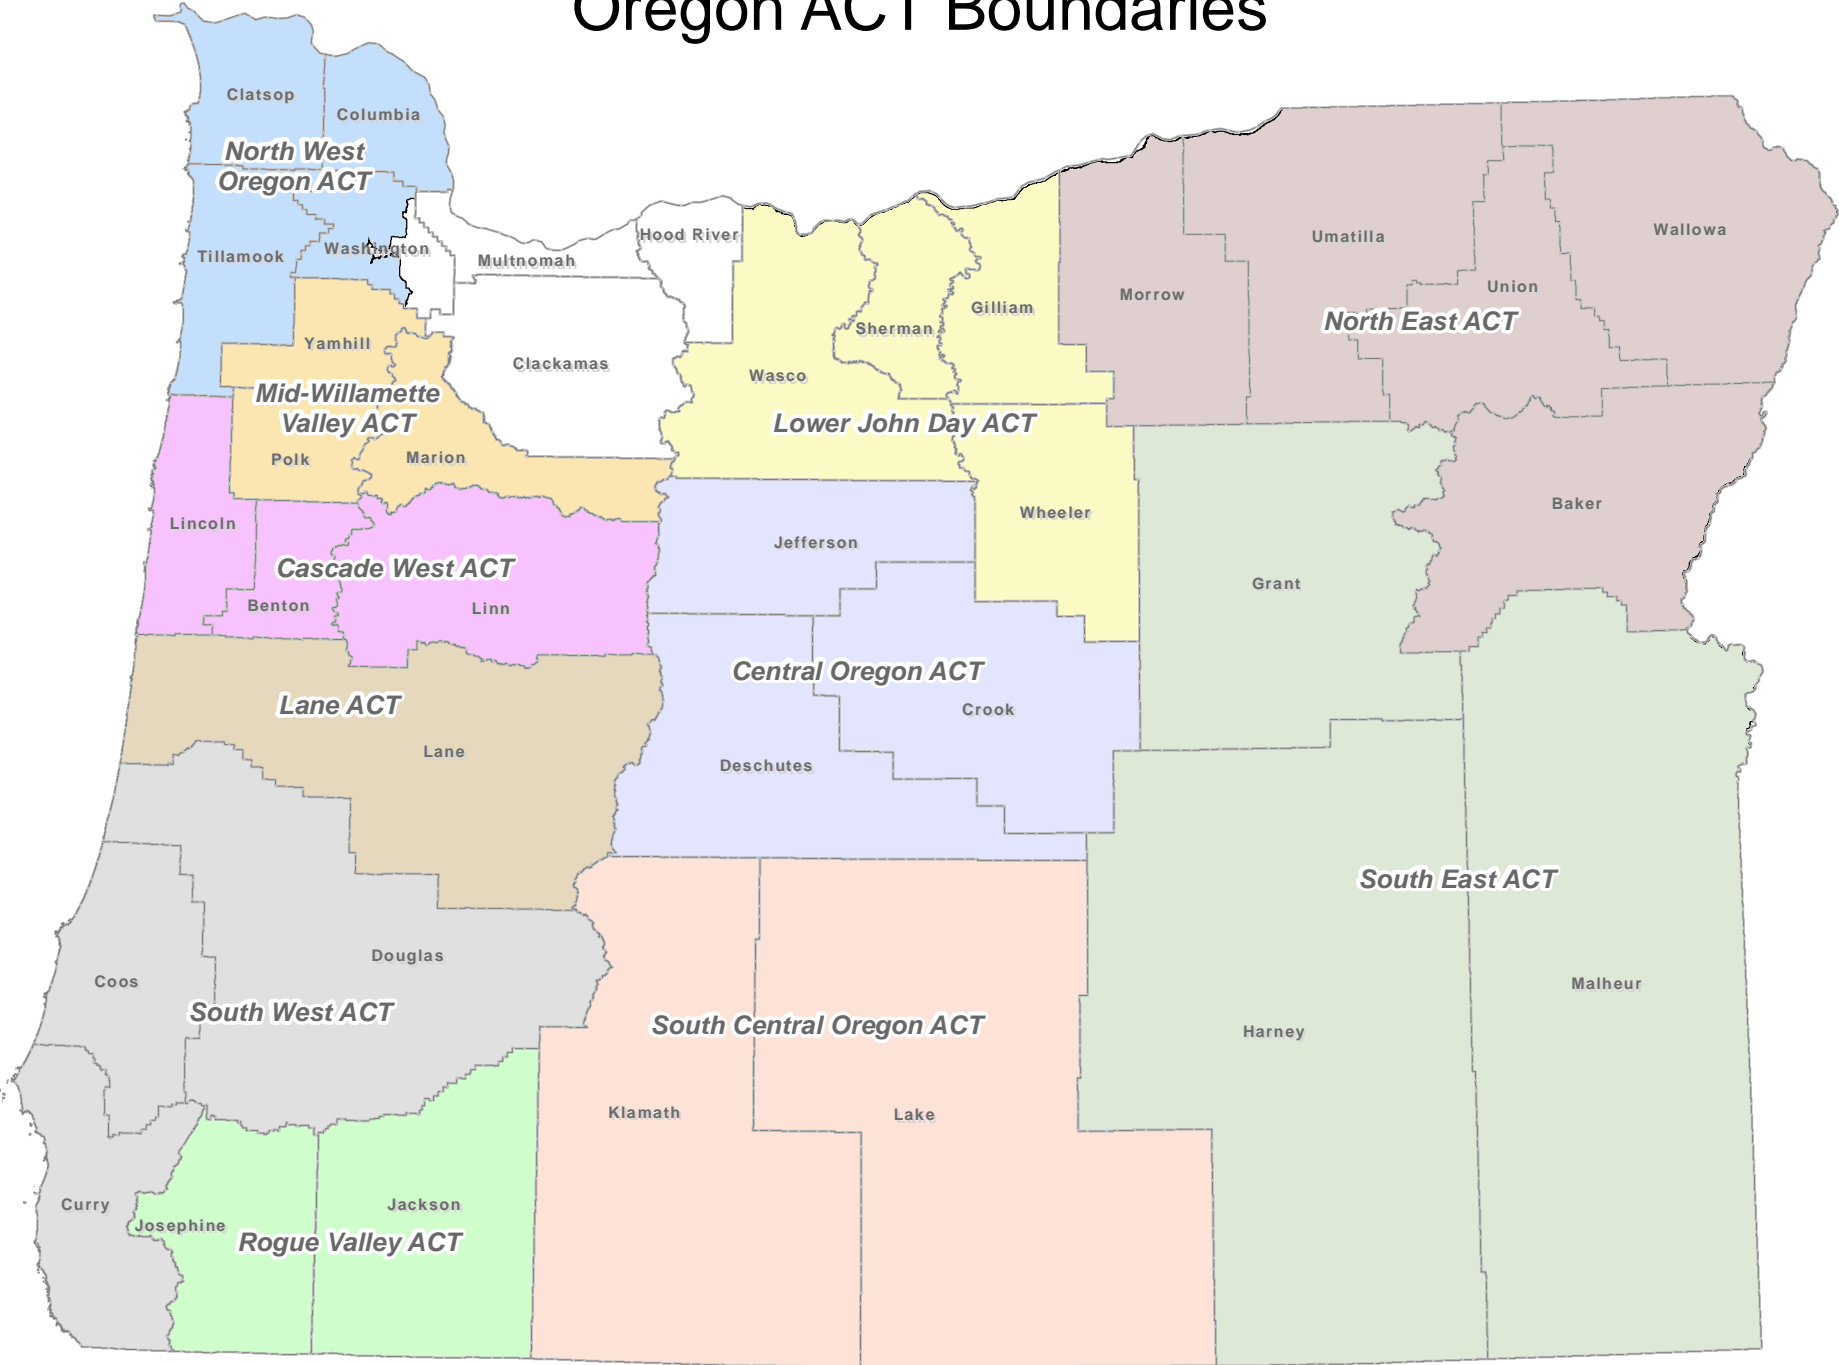 Oregon ACT Boundaries
Clatsop
Columbia
North West
Oregon ACT
Tillamook
Washington
Multnomah
Hood River
Clackamas
Yamhill
Mid-Willamette
Valley ACT
Polk
Marion
Wasco
Sherman
Gilliam
Lower John Day ACT
Wheeler
Morrow
Umatilla
Union
Wallowa
North East ACT
Baker
Lincoln
Cascade West ACT
Benton
Linn
Jefferson
Central Oregon ACT
Crook
Deschutes
Grant
Lane ACT
Lane
South East ACT
Harney
Malheur
Coos
Douglas
South West ACT
South Central Oregon ACT
Klamath
Lake
Curry
Josephine
Jackson
Rogue Valley ACT